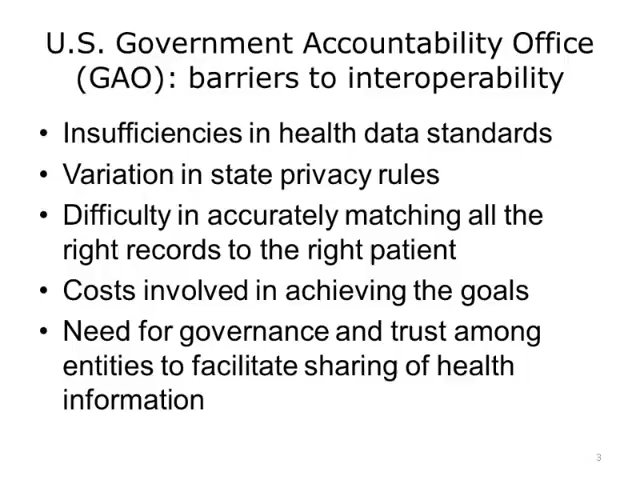 U.S. Government Accountability Office
(GAO): barriers to interoperability
• Insufficiencies in health data standards
• Variation in state privacy rules
• Difficulty in accurately matching all the
right records to the right patient
• Costs involved in achieving the goals
• Need for governance and trust among
entities to facilitate sharing of health
information
3